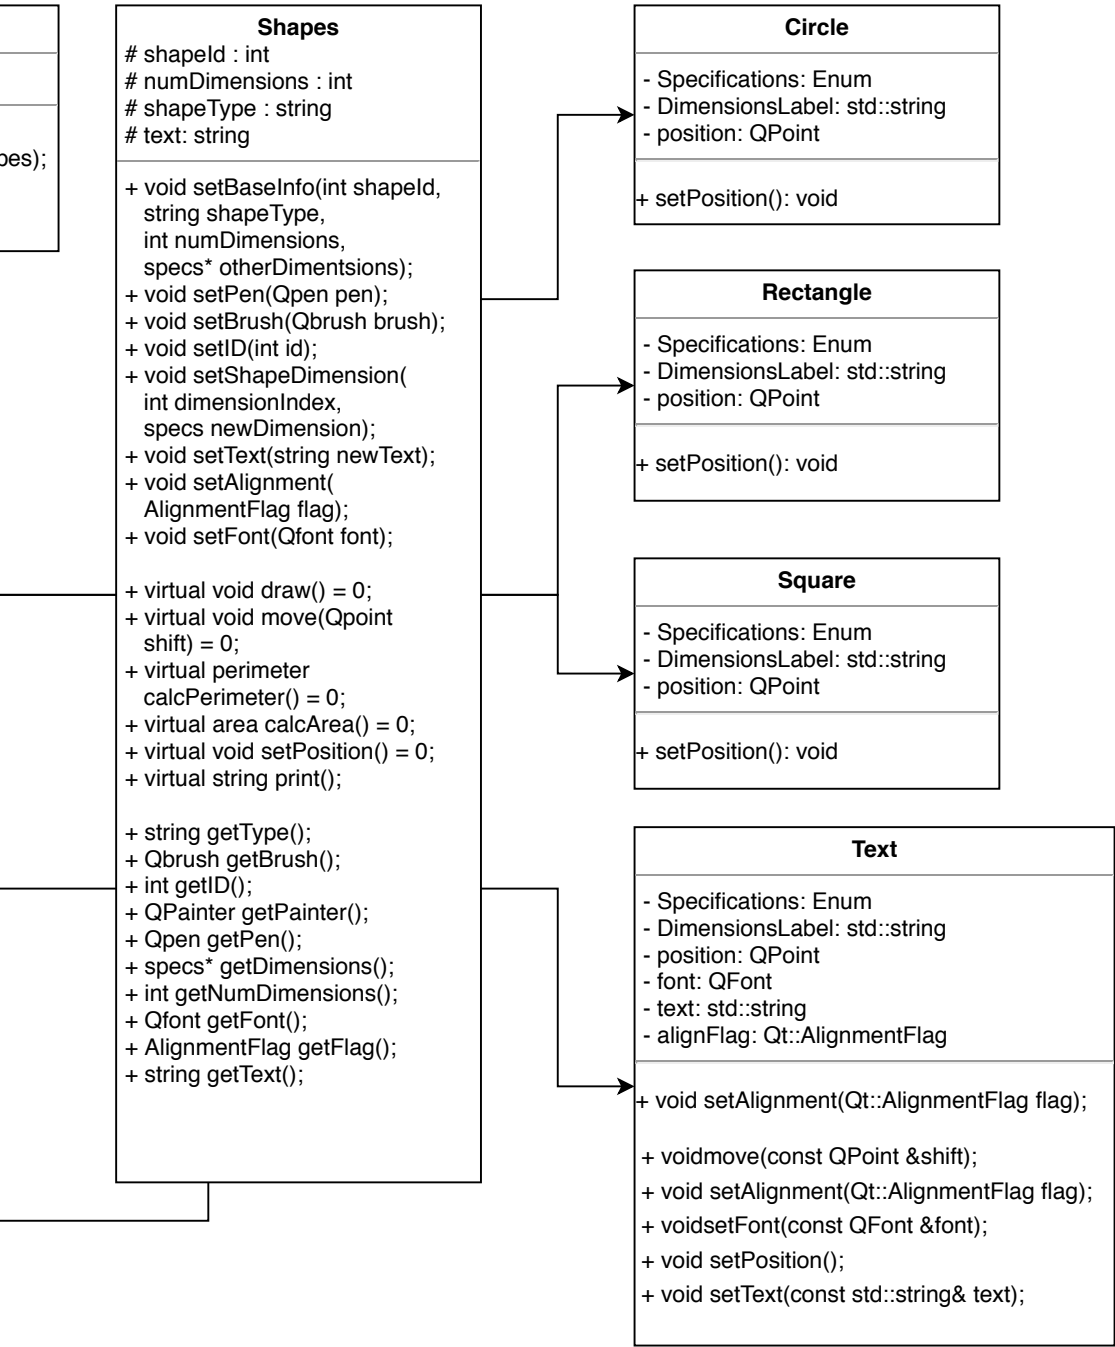 pes);
Shapes
# shapeId : int
# numDimensions : int
# shapeType : string
# text: string
+ void setBaseInfo(int shapeId,
string shapeType,
int numDimensions,
specs* otherDimentsions);
+ void setPen(Qpen pen);
+ void setBrush(Qbrush brush);
+ void setID(int id);
+ void setShapeDimension(
int dimensionIndex,
specs newDimension);
+ void setText(string newText);
+ void setAlignment(
AlignmentFlag flag);
+ void setFont(Qfont font);
+ virtual void draw() = 0;
+ virtual void move(Qpoint
shift) = 0;
+ virtual perimeter
calcPerimeter() = 0;
+ virtual area calcArea() = 0;
+ virtual void setPosition() = 0;
+ virtual string print();
+ string getType();
+ Qbrush getBrush();
+ int getID();
+ QPainter getPainter();
+ Qpen getPen();
+ specs* getDimensions();
+ int getNumDimensions();
+ Qfont getFont();
+ AlignmentFlag getFlag();
+ string getText();
Circle
- Specifications: Enum
- DimensionsLabel: std::string
- position: QPoint
+ setPosition(): void
Rectangle
- Specifications: Enum
- DimensionsLabel: std::string
- position: QPoint
+ setPosition(): void
Square
- Specifications: Enum
- DimensionsLabel: std::string
- position: QPoint
+ setPosition(): void
Text
- Specifications: Enum
- DimensionsLabel: std::string
- position: QPoint
- font: QFont
- text: std::string
- alignFlag: Qt::AlignmentFlag
+ void setAlignment(Qt::AlignmentFlag flag);
+ voidmove(const QPoint &shift);
+ void setAlignment(Qt::AlignmentFlag flag);
+ voidsetFont(const QFont &font);
+ void setPosition();
+ void setText(const std::string& text);